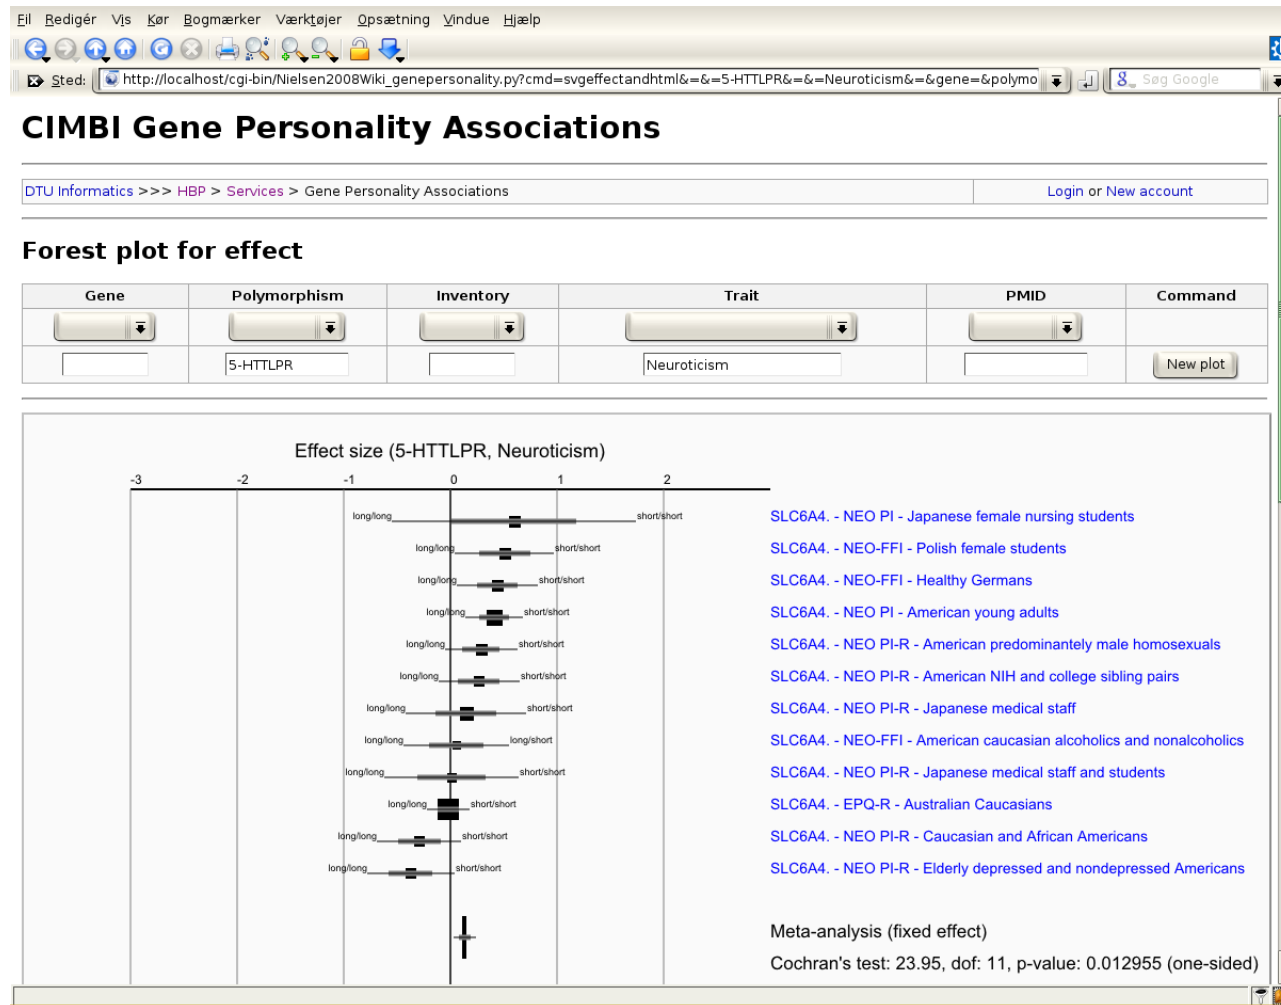 Fil Redigér Vis Kør Bogmærker Værktøjer Opsætning Vindue Hjælp
Sted: http://localhost/cgi-bin/Nielsen2008Wiki_genepersonality.py?cmd=svgeffectandhtml&=&=5-HTTLPR&=&=Neuroticism&=&gene=&polymo Søg Google
CIMBI Gene Personality Associations
DTU Informatics >>> HBP > Services > Gene Personality Associations Login or New account
Forest plot for effect
Gene Polymorphism Inventory Trait PMID Command
5-HTTLPR Neuroticism New plot
Effect size (5-HTTLPR, Neuroticism)
-3 -2 -1 0 1 2
long/long short/short SLC6A4. - NEO PI - Japanese female nursing students
long/long short/short SLC6A4. - NEO-FFI - Polish female students
long/long short/short SLC6A4. - NEO-FFI - Healthy Germans
long/long short/short SLC6A4. - NEO PI - American young adults
long/long short/short SLC6A4. - NEO PI-R - American predominantely male homosexuals
long/long short/short SLC6A4. - NEO PI-R - American NIH and college sibling pairs
long/long short/short SLC6A4. - NEO PI-R - Japanese medical staff
long/long long/short SLC6A4. - NEO-FFI - American caucasian alcoholics and nonalcoholics
long/long short/short SLC6A4. - NEO PI-R - Japanese medical staff and students
long/long short/short SLC6A4. - EPQ-R - Australian Caucasians
long/long short/short SLC6A4. - NEO PI-R - Caucasian and African Americans
long/long short/short SLC6A4. - NEO PI-R - Elderly depressed and nondepressed Americans
Meta-analysis (fixed effect)
Cochran's test: 23.95, dof: 11, p-value: 0.012955 (one-sided)